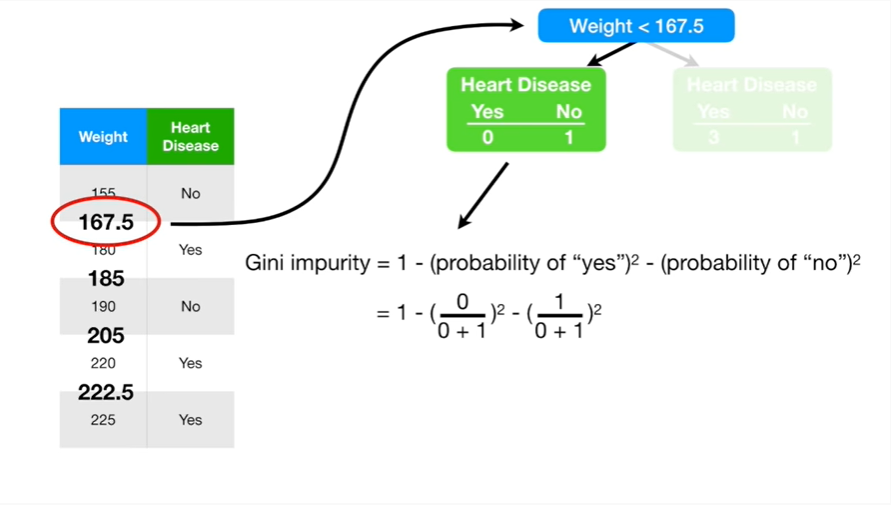 Weight < 167.5
Heart Disease
Yes No
0 1
Heart Disease
Yes No
3 1
Weight Heart Disease
155 No
167.5
180 Yes
185
190 No
205
220 Yes
222.5
225 Yes
Gini impurity = 1 - (probability of “yes”)² - (probability of “no”)²
= 1 - (0/0 + 1)² - (1/0 + 1)²